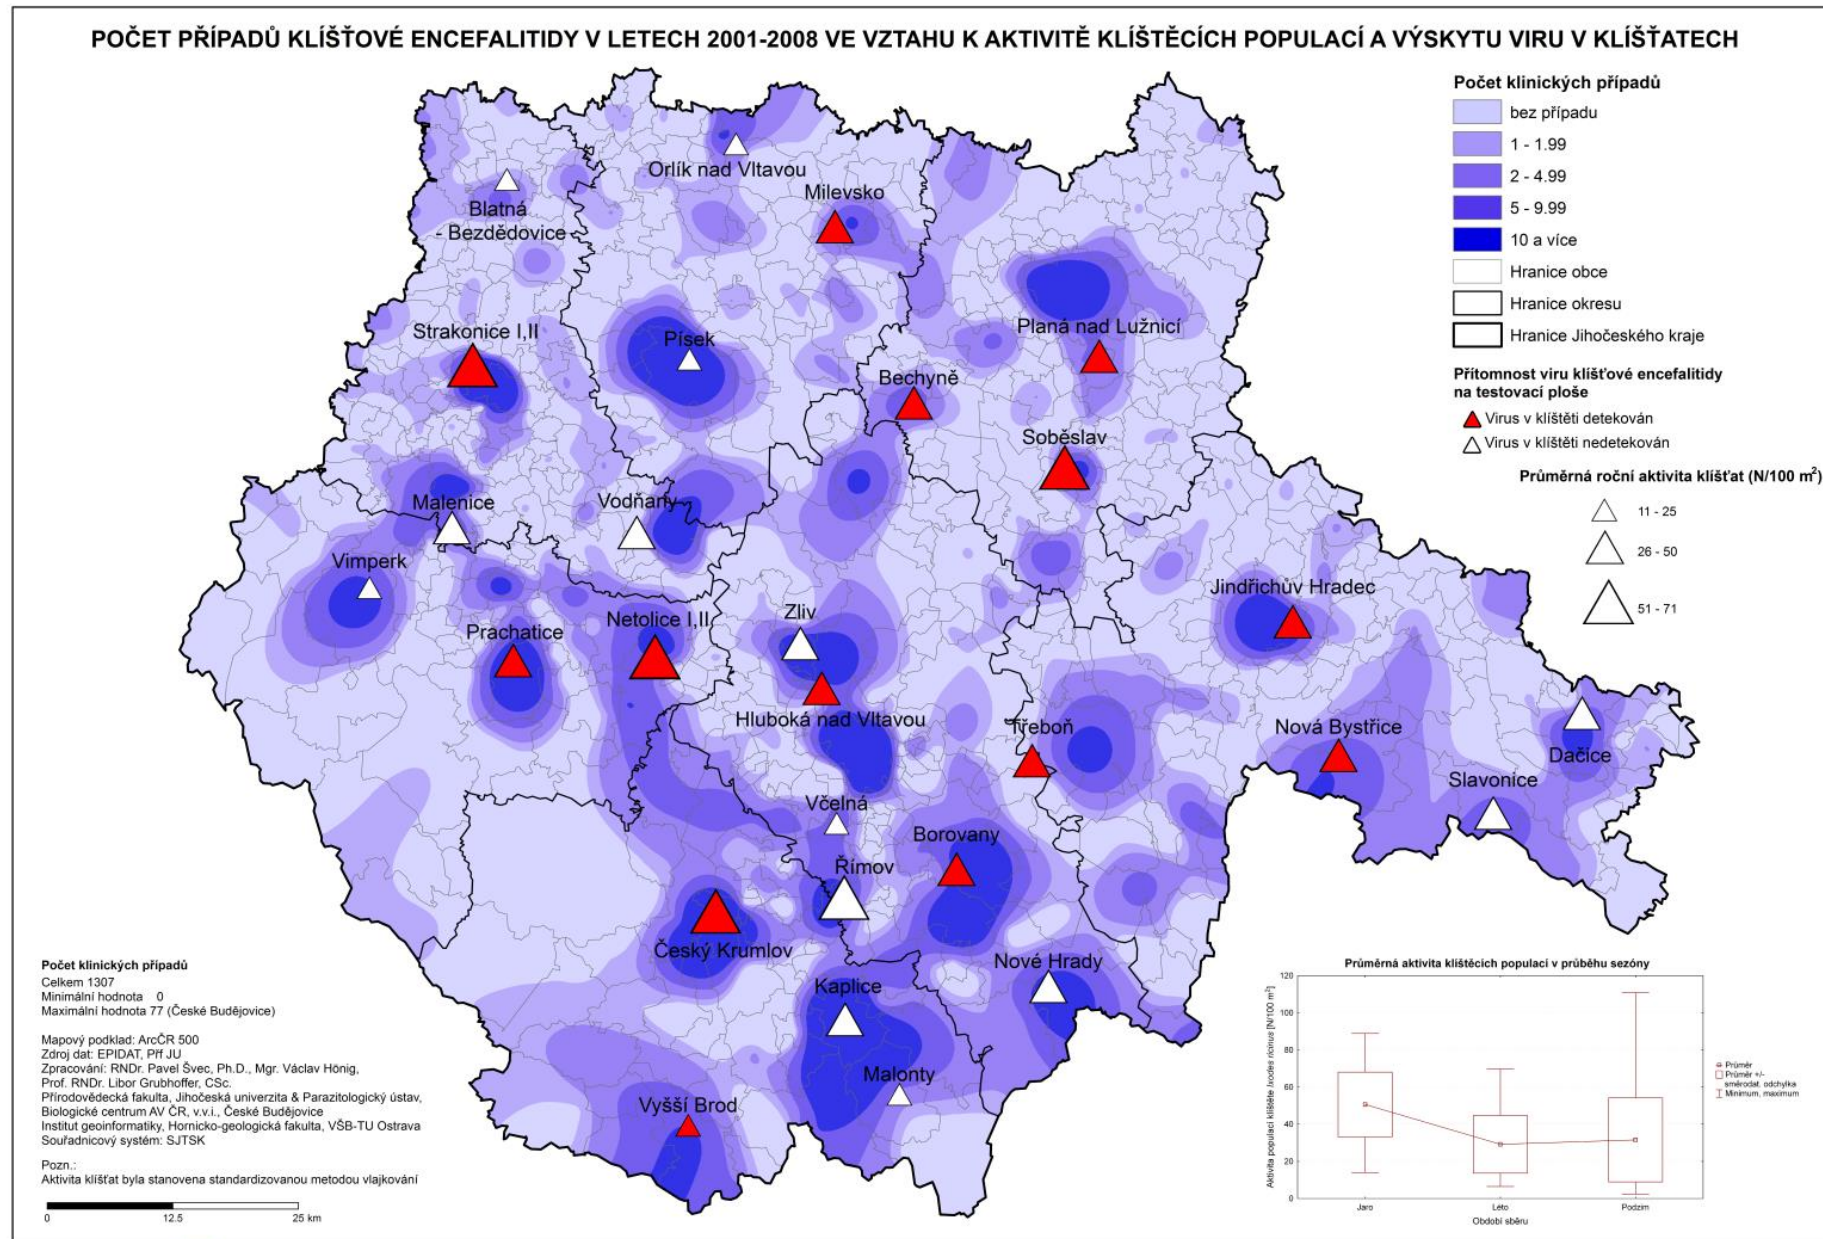 POČET PŘÍPADŮ KLÍŠŤOVÉ ENCEFALITIDY V LETECH 2001-2008 VE VZTAHU K AKTIVITĚ KLÍŠTĚCÍCH POPULACÍ A VÝSKYTU VIRU V KLÍŠŤATECH
Počet klinických případů
bez případu
1 - 1.99
2 - 4.99
5 - 9.99
10 a více
Hranice obce
Hranice okresu
Hranice Jihočeského kraje
Přítomnost viru klíšťové encefalitidy
na testovací ploše
Virus v klíštěti detekován
Virus v klíštěti nedetekován
Průměrná roční aktivita klíšťat (N/100 m²)
11 - 25
26 - 50
51 - 71
Orlík nad Vltavou
Milevsko
Blatná
- Bezdědovice -
Strakonice I,II
Písek
Planá nad Lužnicí
Bechyně
Soběslav
Malenice
Vodňany
Vimperk
Jindřichův Hradec
Prachatice
Netolice I,II
Zliv
Hluboká nad Vltavou
Třeboň
Nová Bystřice
Dačice
Slavonice
Včelná
Borovany
Římov
Český Krumlov
Nové Hrady
Kaplice
Malonty
Vyšší Brod
Počet klinických případů
Celkem 1307
Minimální hodnota 0
Maximální hodnota 77 (České Budějovice)
Mapový podklad: ArcČR 500
Zdroj dat: EPIDAT, PřF JU
Zpracování: RNDr. Pavel Švec, Ph.D., Mgr. Václav Hönig,
Prof. RNDr. Libor Grubhoffer, CSc.
Přírodovědecká fakulta, Jihočeská univerzita & Parazitologický ústav,
Biologické centrum AV ČR, v.v.i., České Budějovice
Institut geoinformatiky, Hornicko-geologická fakulta, VŠB-TU Ostrava
Souřadnicový systém: SJTSK
Pozn.:
Aktivita klíšťat byla stanovena standardizovanou metodou vlajkování
0 12.5 25 km
Průměrná aktivita klíštěcích populací v průběhu sezóny
Aktivita populací klíštěte Ixodes ricinus [N/100 m²]
120
100
80
60
40
20
0
Jaro Léto Podzim
Období sběru
Průměr
Průměr +/-
směrodat. odchylka
Minimum, maximum